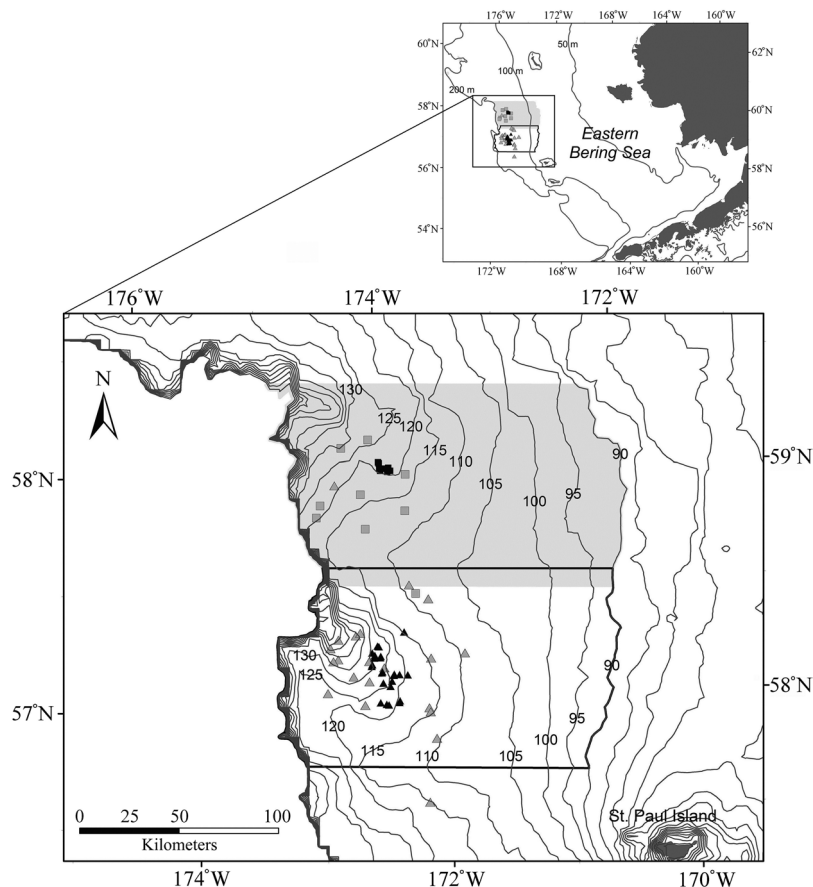 176˚W 172˚W 168˚W 164˚W 160˚W
60˚N
62˚N
50 m
100 m
200 m
58˚N
60˚N
Eastern
Bering Sea
56˚N
58˚N
54˚N
56˚N
172˚W 168˚W 164˚W 160˚W
176˚W 174˚W 172˚W
N
130
125
120
115
110
105
100
95
90
59˚N
58˚N
130
125
120
115
110
105
100
95
90
58˚N
57˚N
0 25 50 100
Kilometers
St. Paul Island
174˚W 172˚W 170˚W